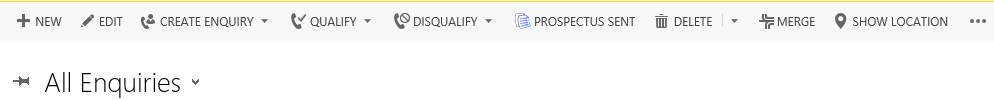 + NEW EDIT CREATE ENQUIRY QUALIFY DISQUALIFY PROSPECTUS SENT DELETE MERGE SHOW LOCATION ...
All Enquiries